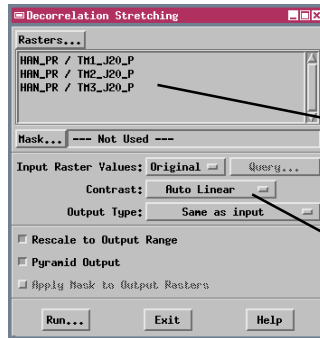 Decorrelation Stretching
Rasters...
HAN_PR / TM1_J20_P
HAN_PR / TM2_J20_P
HAN_PR / TM3_J20_P
Mask... --- Not Used ---
Input Raster Values: Original Query...
Contrast: Auto Linear
Output Type: Same as input
Rescale to Output Range
Pyramid Output
Apply Mask to Output Rasters
Run... Exit Help